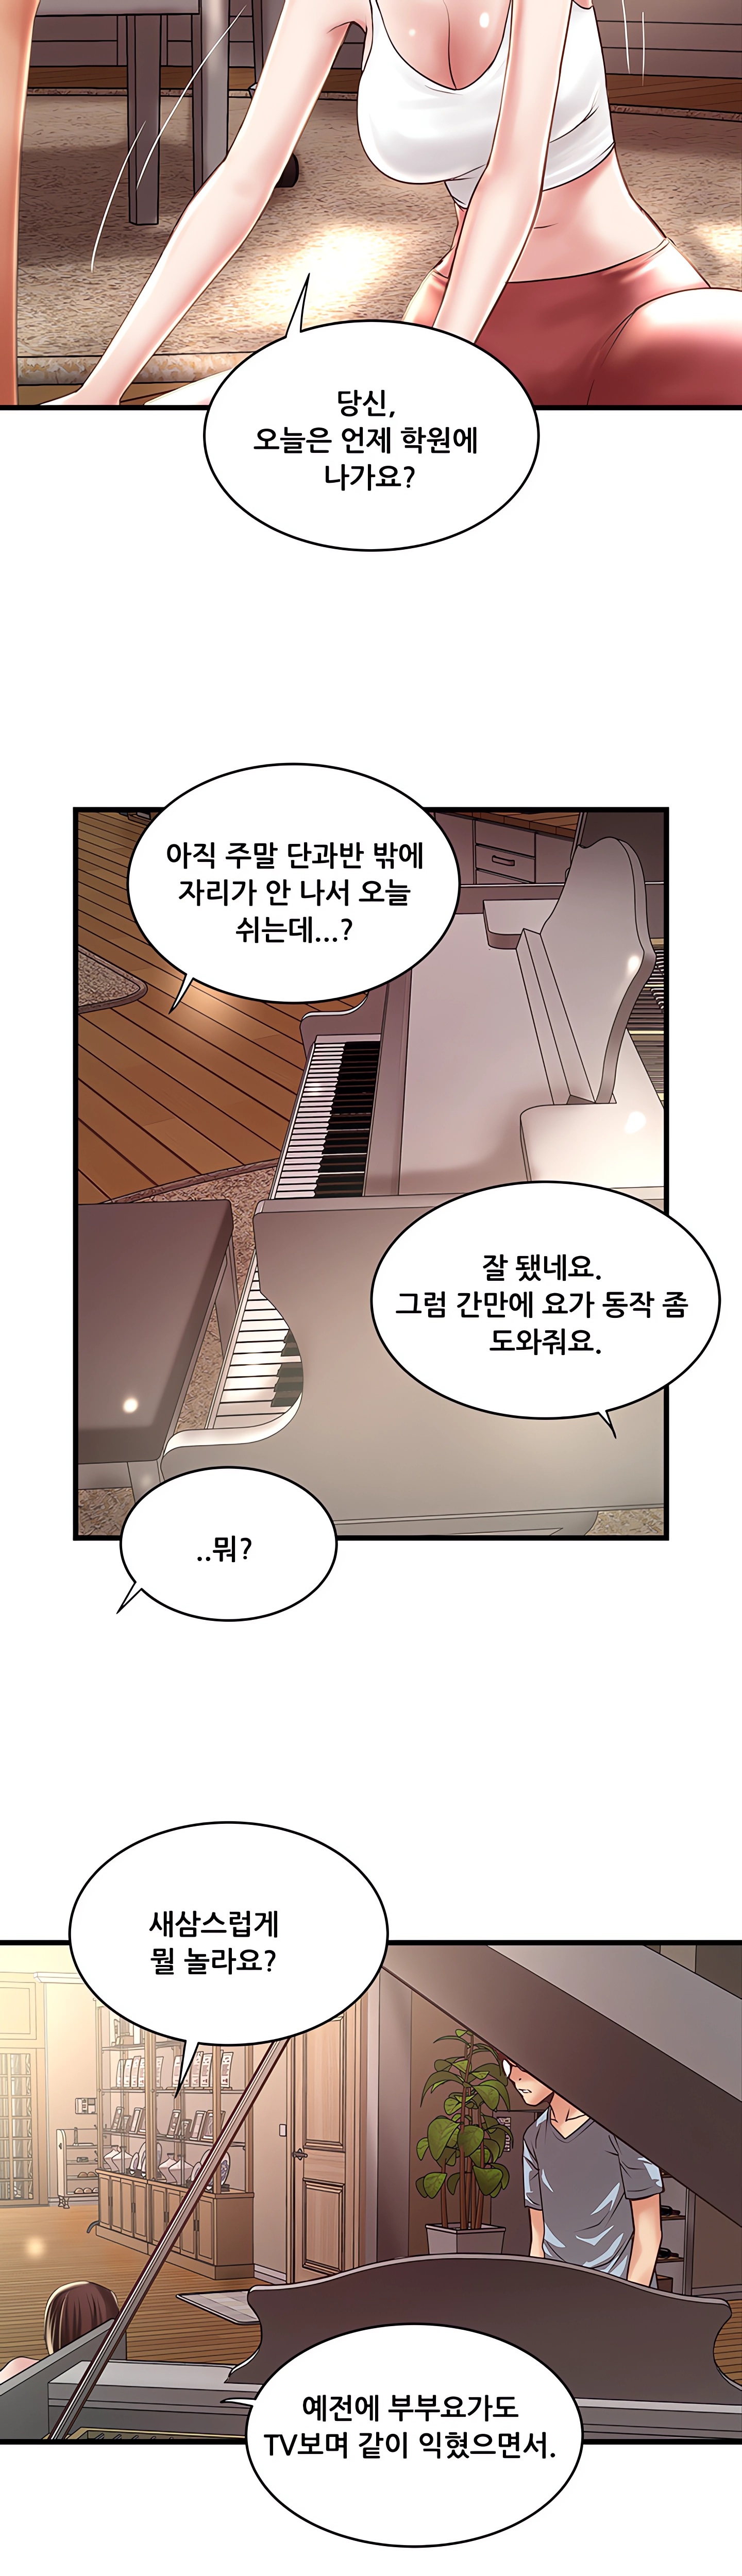 당신,
오늘은 언제 학원에
나가요?
아직 주말 단과반 밖에
자리가 안 나서 오늘
쉬는데...?
잘 됐네요.
그럼 간만에 요가 동작 좀
도와줘요.
..뭐?
새삼스럽게
뭘 놀라요?
예전에 부부요가도
TV보며 같이 익혔으면서.